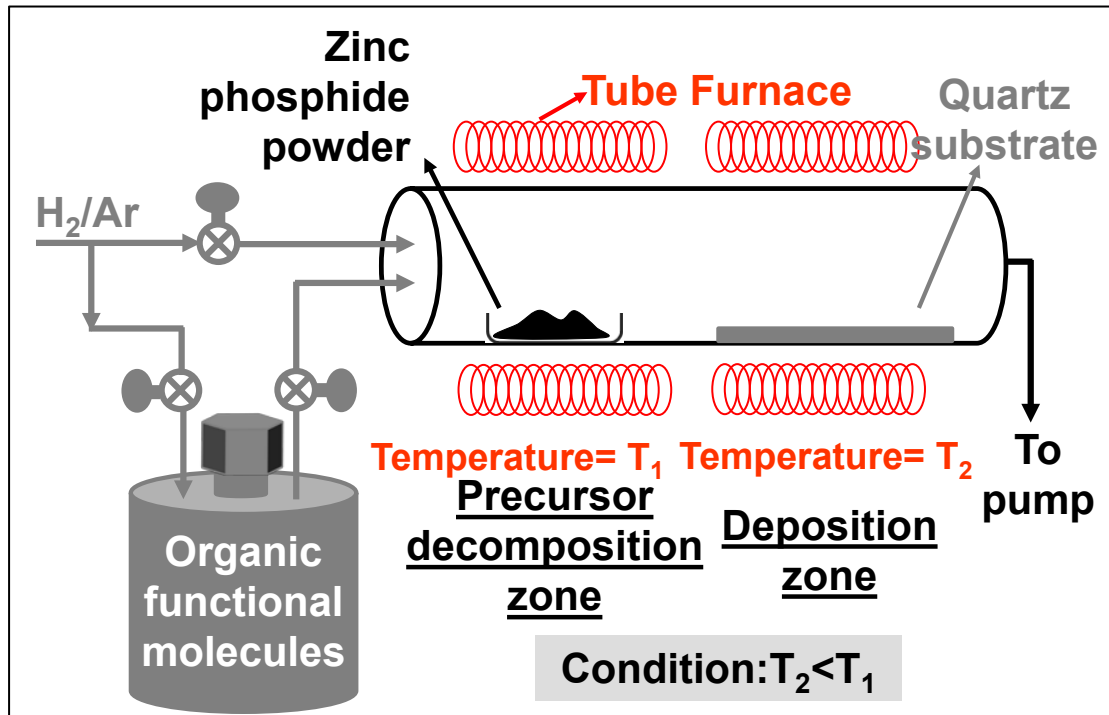 Zinc
phosphide
powder
Tube Furnace
Quartz
substrate
H₂/Ar
Temperature= T₁
Temperature= T₂
To
pump
Precursor
decomposition
zone
Deposition
zone
Organic
functional
molecules
Condition:T₂<T₁